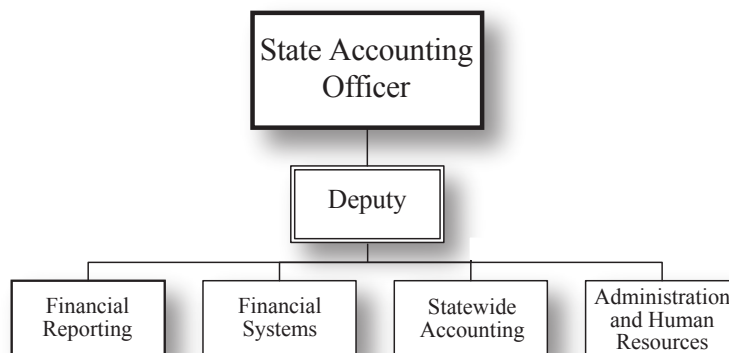 State Accounting
Officer
Deputy
Financial
Reporting
Financial
Systems
Statewide
Accounting
Administration
and Human
Resources